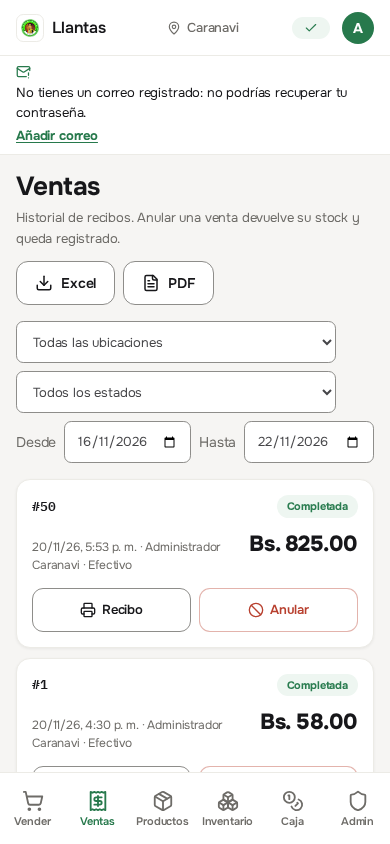 Llantas
Caranavi
A
No tienes un correo registrado: no podrías recuperar tu
contraseña.
Añadir correo
Ventas
Historial de recibos. Anular una venta devuelve su stock y
queda registrado.
Excel
PDF
Todas las ubicaciones
Todos los estados
Desde 16/11/2026 Hasta 22/11/2026
#50 Completada
20/11/26, 5:53 p. m. · Administrador Bs. 825.00
Caranavi · Efectivo
Recibo Anular
#1 Completada
20/11/26, 4:30 p. m. · Administrador Bs. 58.00
Caranavi · Efectivo
Vender Ventas Productos Inventario Caja Admin